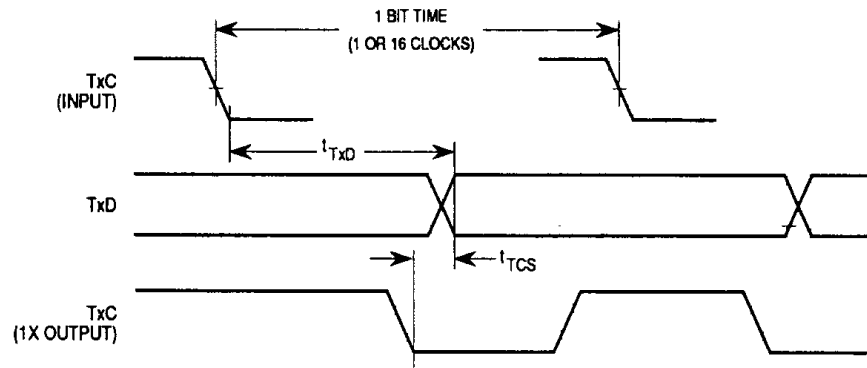 1 BIT TIME
(1 OR 16 CLOCKS)
TxC
(INPUT)
tTxD
TxD
tTCS
TxC
(1X OUTPUT)